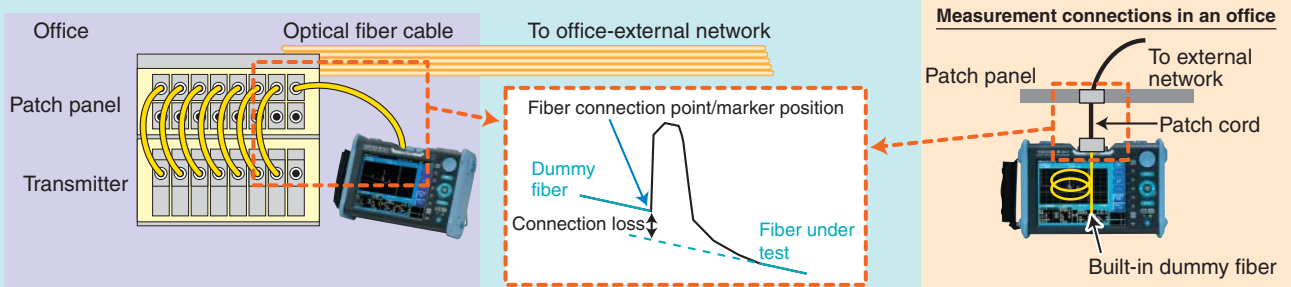 Office
Optical fiber cable
To office-external network
Patch panel
Transmitter
Fiber connection point/marker position
Dummy
fiber
Connection loss
Fiber under
test
Measurement connections in an office
To external
network
Patch panel
Patch cord
Built-in dummy fiber